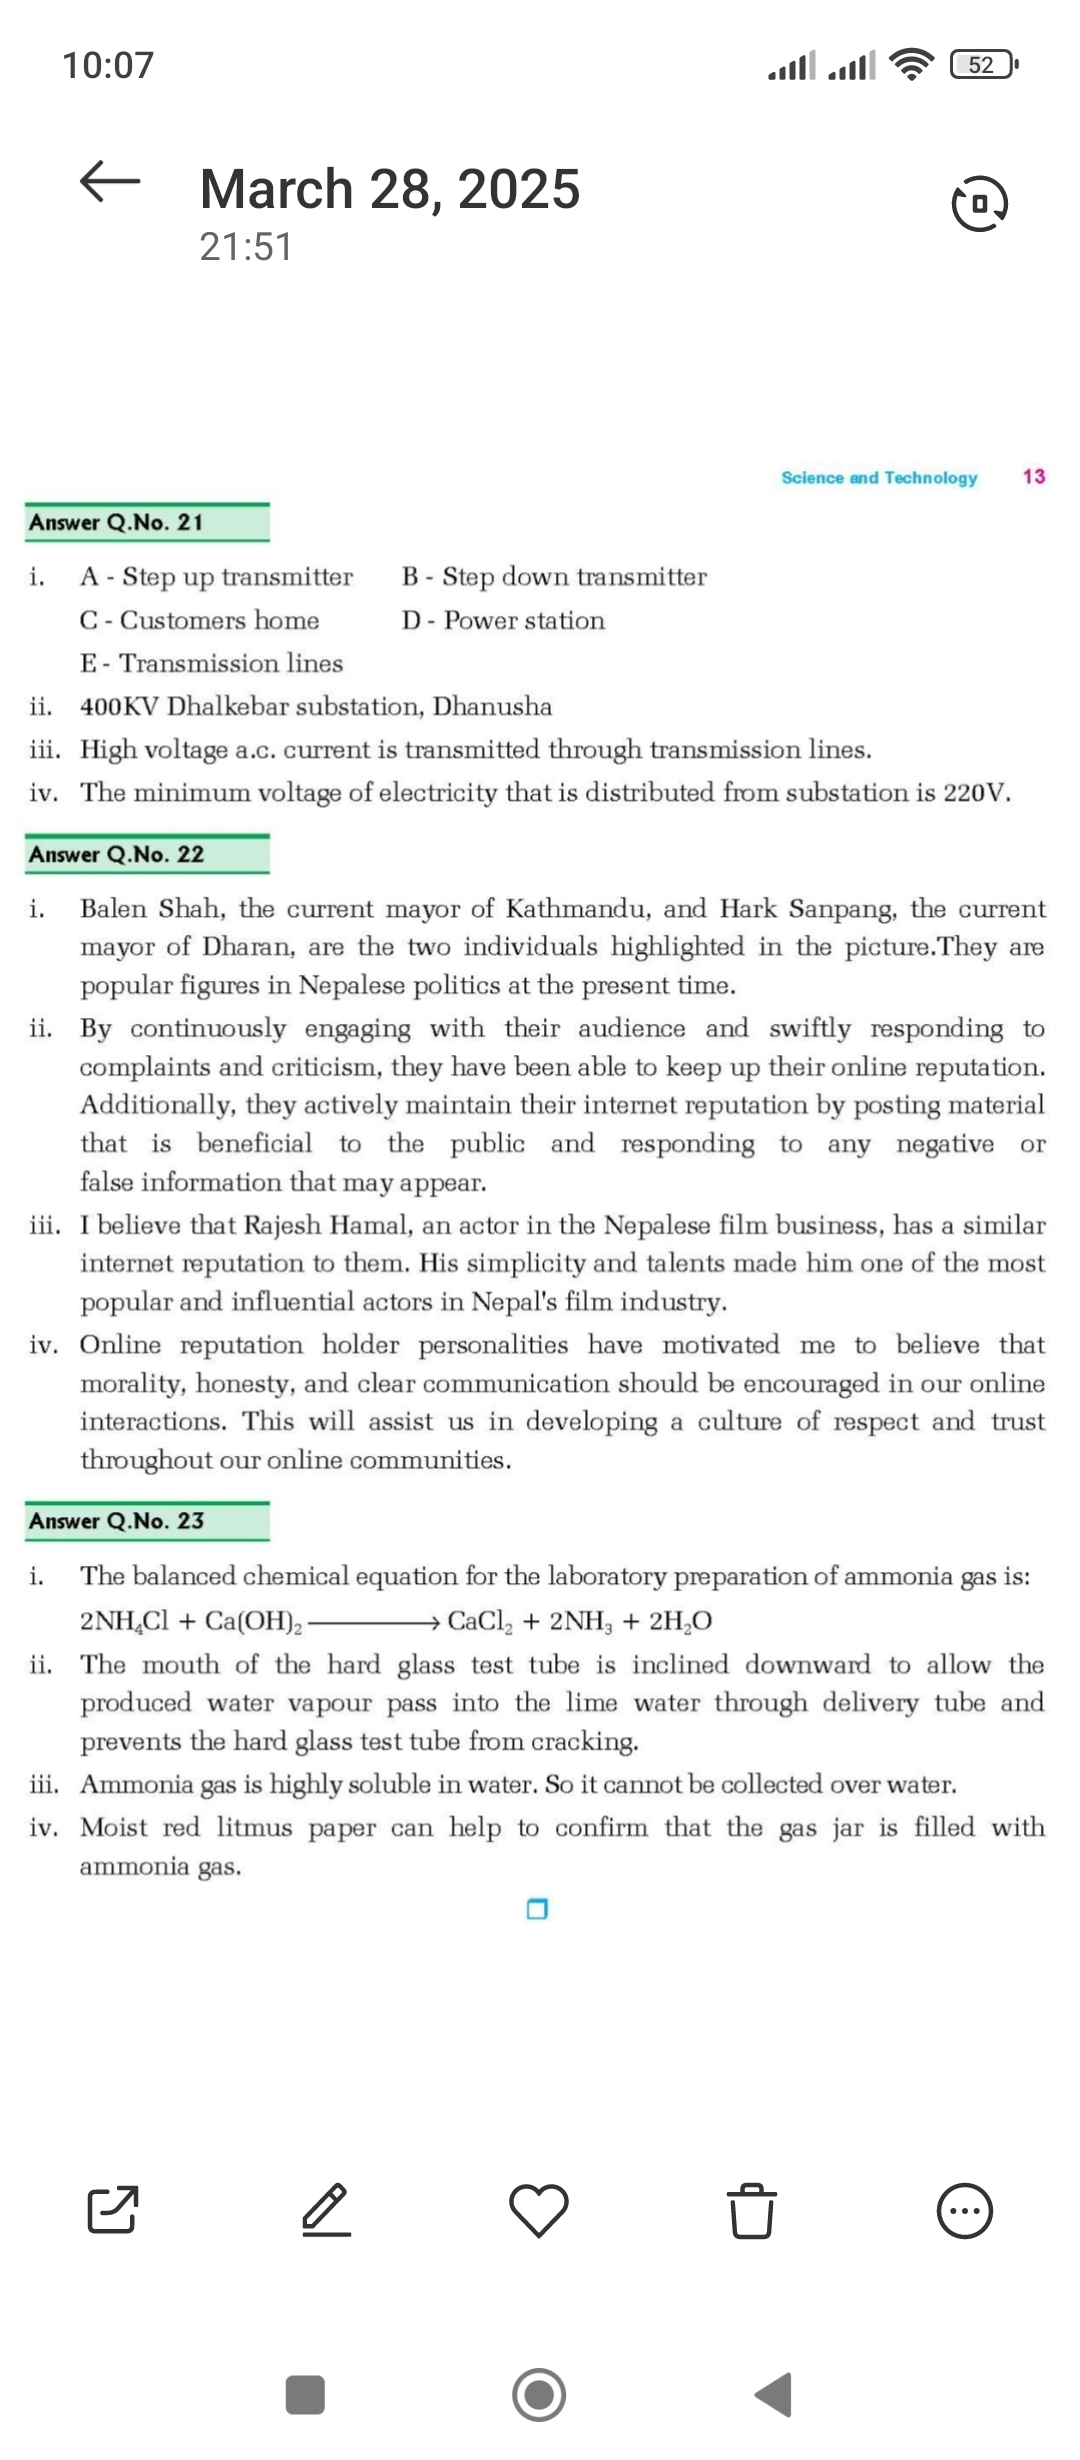 10:07
52
March 28, 2025
21:51
Science and Technology 13
Answer Q.No. 21
i. A - Step up transmitter B - Step down transmitter
C - Customers home D - Power station
E - Transmission lines
ii. 400KV Dhalkebar substation, Dhanusha
iii. High voltage a.c. current is transmitted through transmission lines.
iv. The minimum voltage of electricity that is distributed from substation is 220V.
Answer Q.No. 22
i. Balen Shah, the current mayor of Kathmandu, and Hark Sanpang, the current
mayor of Dharan, are the two individuals highlighted in the picture.They are
popular figures in Nepalese politics at the present time.
ii. By continuously engaging with their audience and swiftly responding to
complaints and criticism, they have been able to keep up their online reputation.
Additionally, they actively maintain their internet reputation by posting material
that is beneficial to the public and responding to any negative or
false information that may appear.
iii. I believe that Rajesh Hamal, an actor in the Nepalese film business, has a similar
internet reputation to them. His simplicity and talents made him one of the most
popular and influential actors in Nepal's film industry.
iv. Online reputation holder personalities have motivated me to believe that
morality, honesty, and clear communication should be encouraged in our online
interactions. This will assist us in developing a culture of respect and trust
throughout our online communities.
Answer Q.No. 23
i. The balanced chemical equation for the laboratory preparation of ammonia gas is:
2NH₄Cl + Ca(OH)₂ ⟶ CaCl₂ + 2NH₃ + 2H₂O
ii. The mouth of the hard glass test tube is inclined downward to allow the
produced water vapour pass into the lime water through delivery tube and
prevents the hard glass test tube from cracking.
iii. Ammonia gas is highly soluble in water. So it cannot be collected over water.
iv. Moist red litmus paper can help to confirm that the gas jar is filled with
ammonia gas.